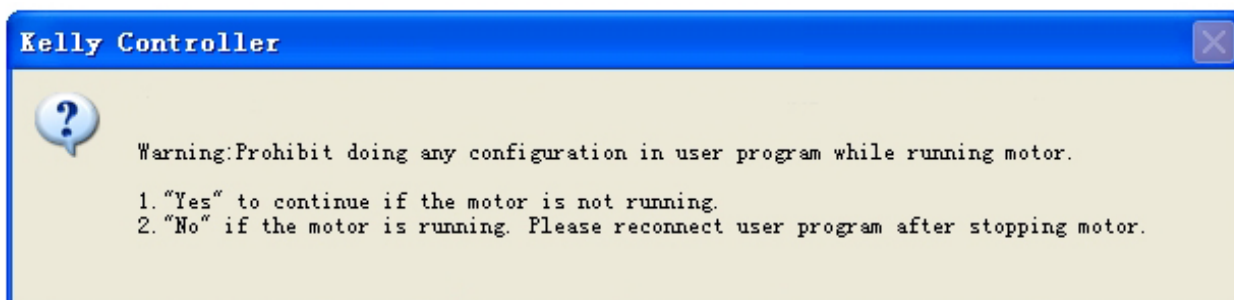 Kelly Controller
?
Warning:Prohibit doing any configuration in user program while running motor.
1."Yes" to continue if the motor is not running.
2."No" if the motor is running. Please reconnect user program after stopping motor.